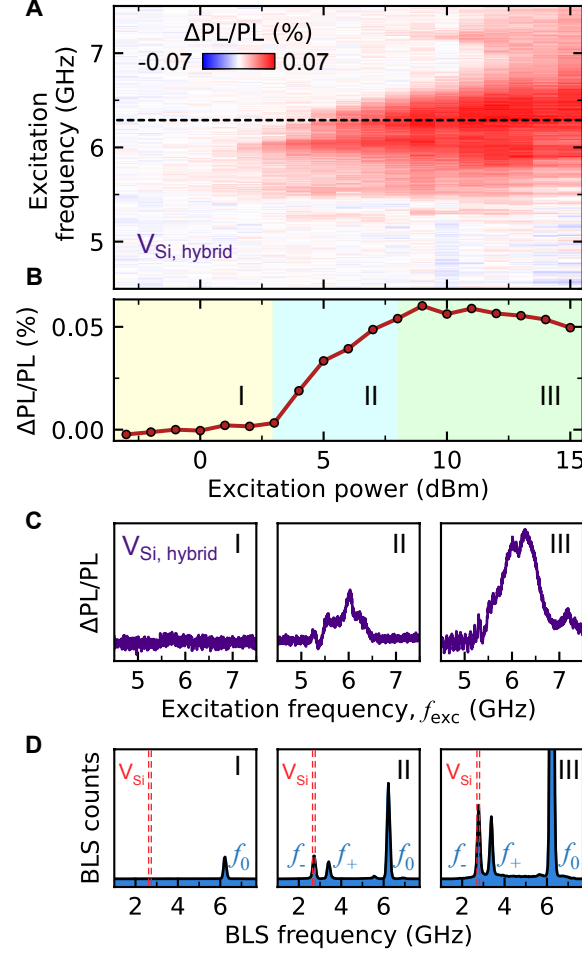 A
ΔPL/PL (%)
-0.07 0.07
7
6
5
Excitation
frequency (GHz)
V_Si, hybrid
B
ΔPL/PL (%)
0.05
0.00
I II III
0 5 10 15
Excitation power (dBm)
C
ΔPL/PL
V_Si, hybrid I II III
5 6 7 5 6 7 5 6 7
Excitation frequency, f_exc (GHz)
D
BLS counts
V_Si I f_0
V_Si II f_- f_+ f_0
V_Si III f_- f_+ f_0
2 4 6 2 4 6 2 4 6
BLS frequency (GHz)